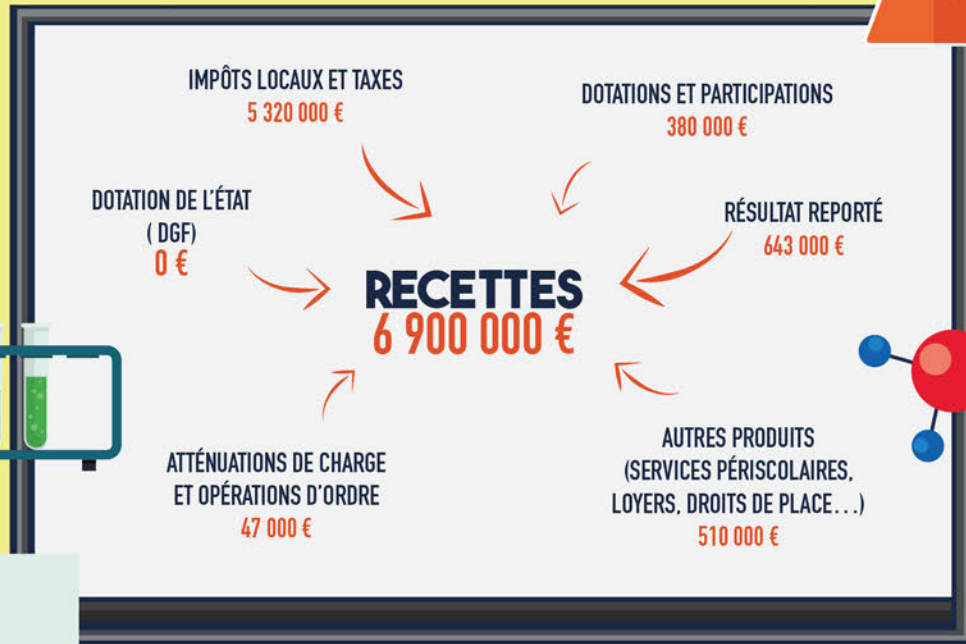 IMPÔTS LOCAUX ET TAXES
5 320 000 €
DOTATIONS ET PARTICIPATIONS
380 000 €
DOTATION DE L'ÉTAT
( DGF)
0 €
RÉSULTAT REPORTÉ
643 000 €
RECETTES
6 900 000 €
ATTÉNUATIONS DE CHARGE
ET OPÉRATIONS D'ORDRE
47 000 €
AUTRES PRODUITS
(SERVICES PÉRISCOLAIRES,
LOYERS, DROITS DE PLACE...)
510 000 €